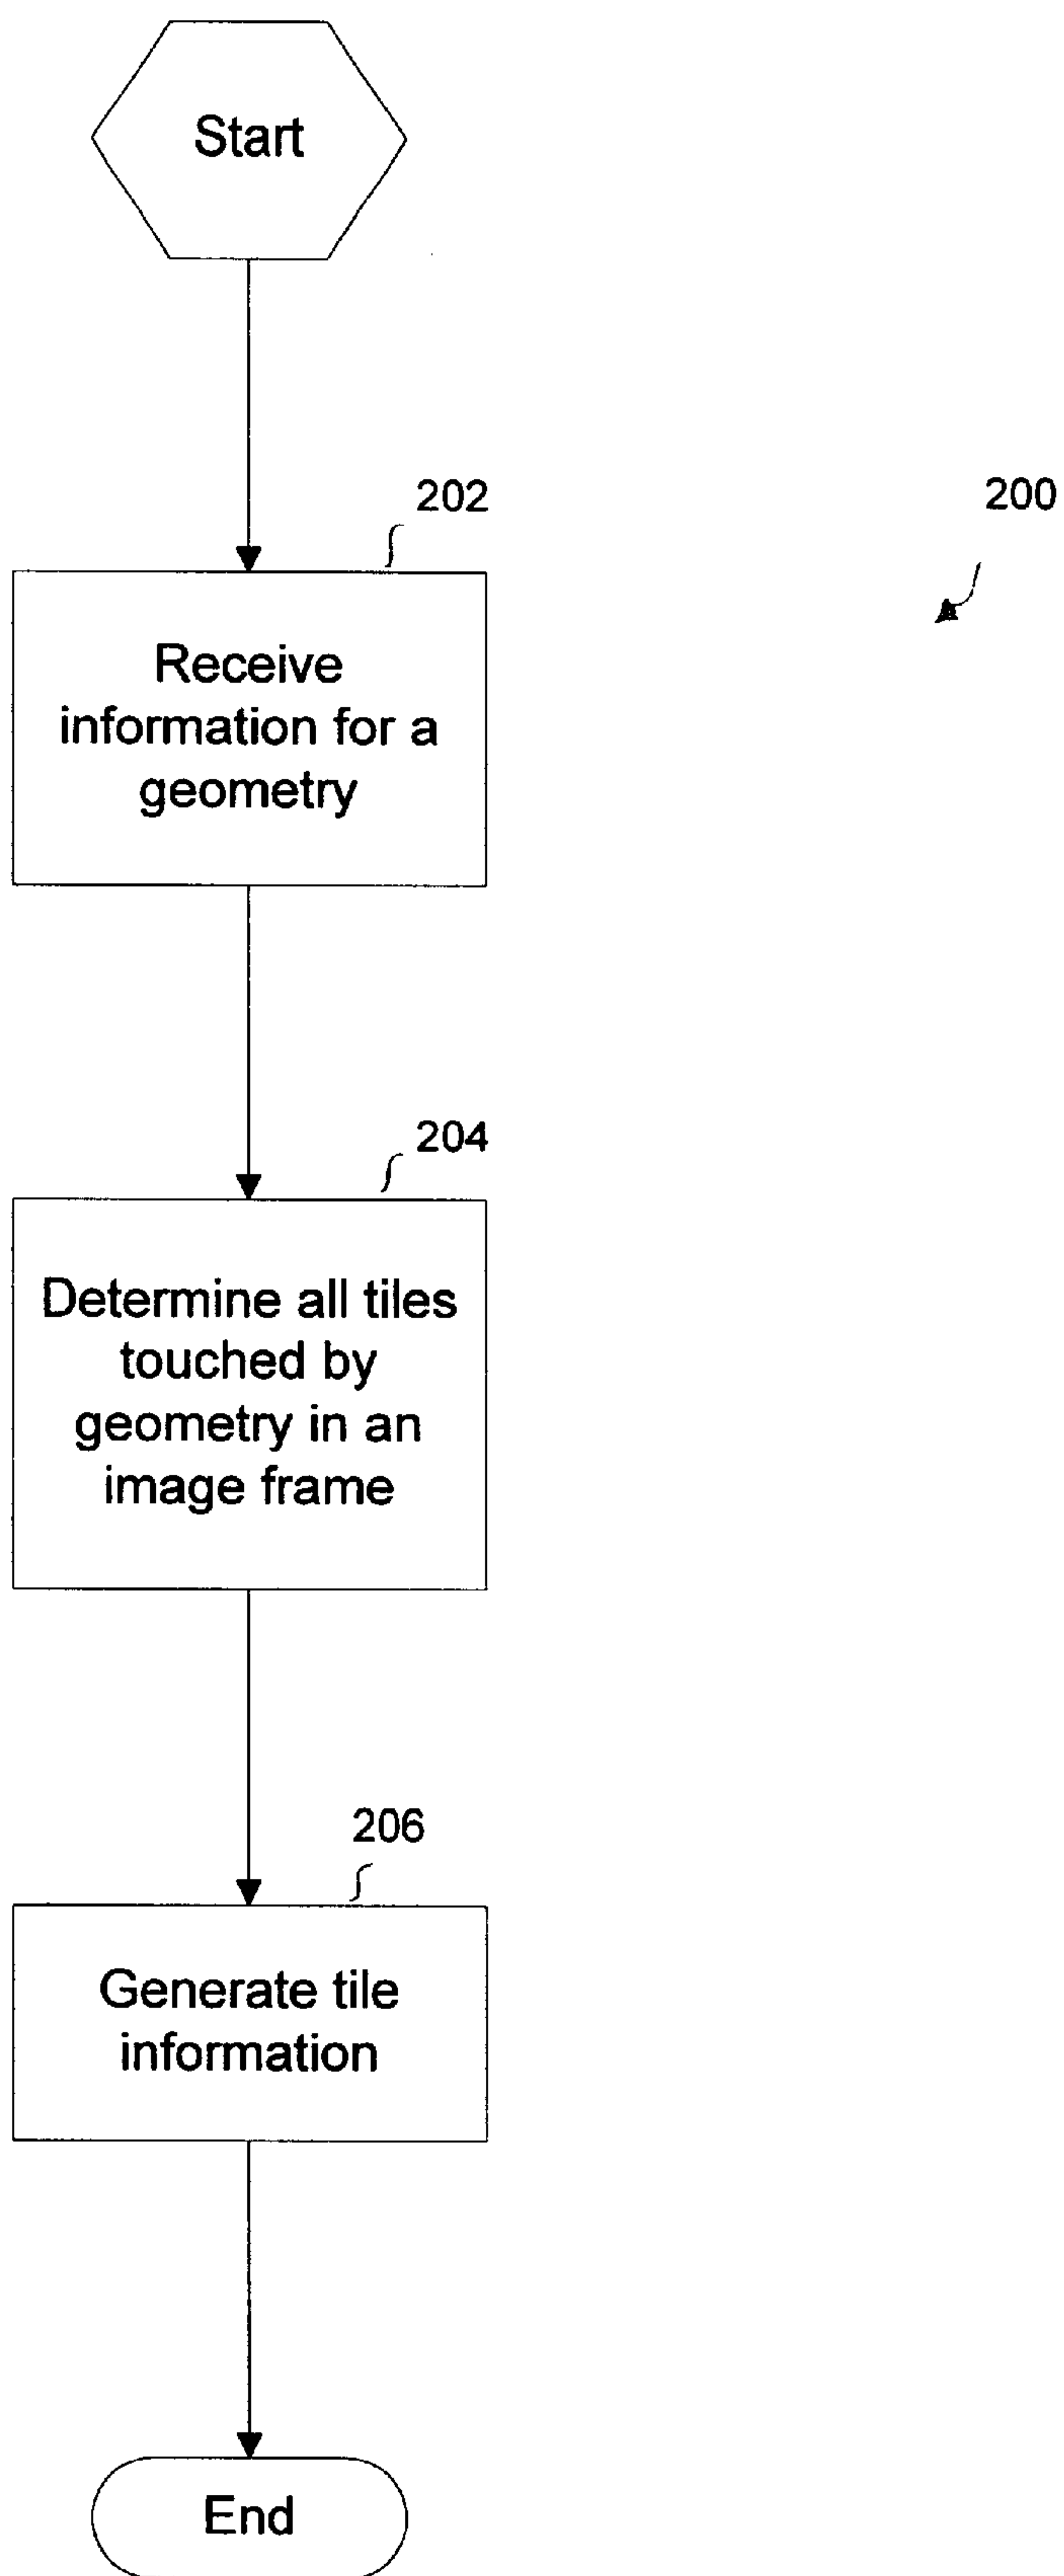 Start
202
200
Receive
information for a
geometry
204
Determine all tiles
touched by
geometry in an
image frame
206
Generate tile
information
End